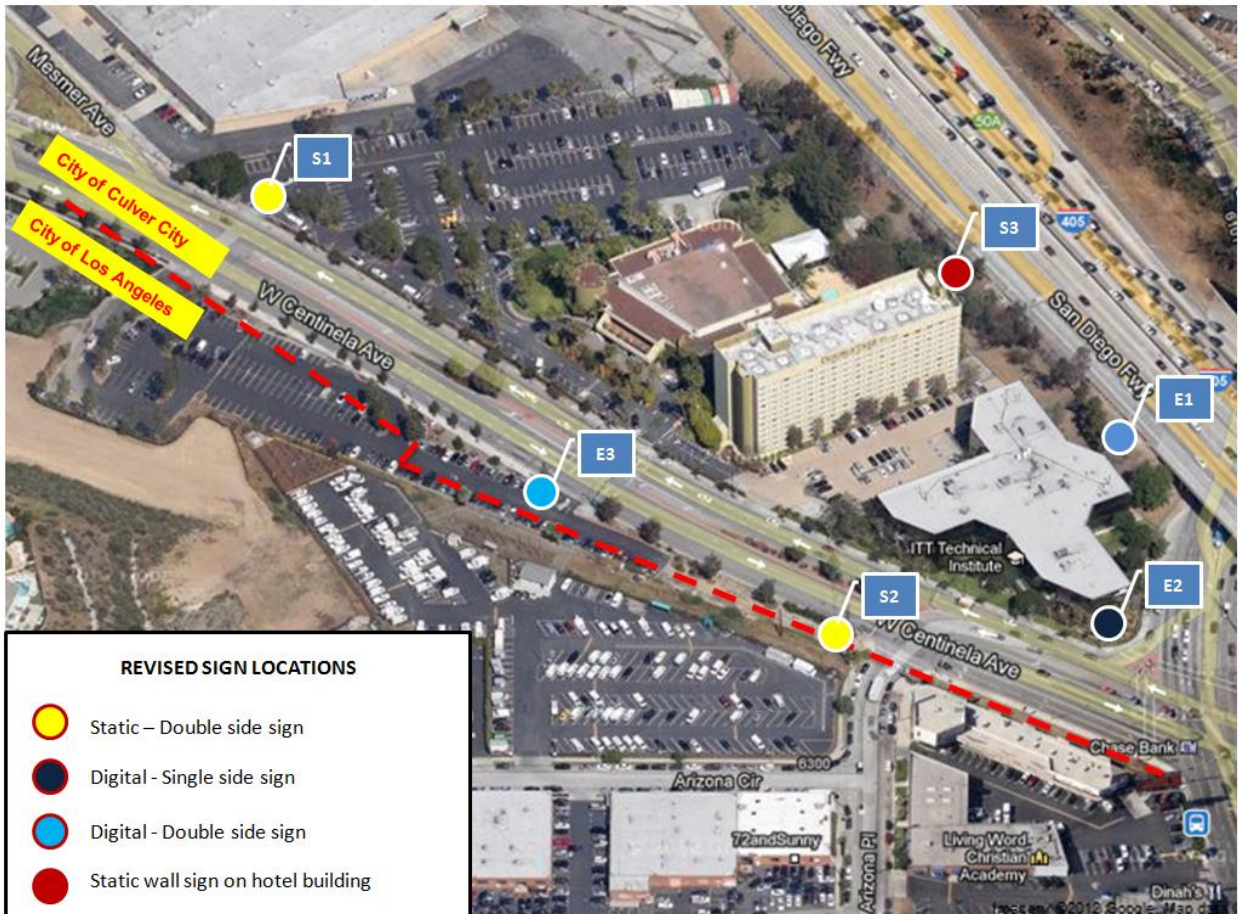 Mesmer Ave
Diego Fwy
Diego Fwy
50A
S1
City of Culver City
405
S3
City of Los Angeles
W Centinela Ave
San Diego Fwy
E1
E3
ITT Technical
Institute
E2
S2
W Centinela Ave
REVISED SIGN LOCATIONS
Static – Double side sign
Digital - Single side sign
Digital - Double side sign
Static wall sign on hotel building
Chase Bank ATM
6300
Arizona Cir
72andSunny
Arizona Pl
Living Word
Christian
Academy
Dinah's